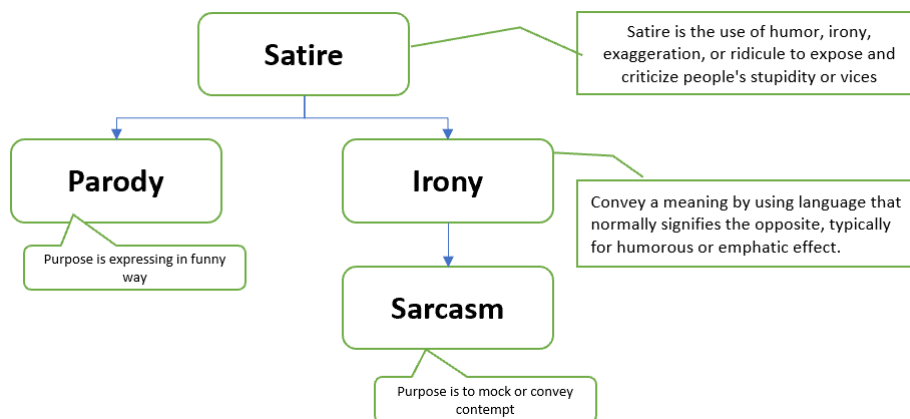 Satire
Satire is the use of humor, irony,
exaggeration, or ridicule to expose and
criticize people's stupidity or vices
Parody
Irony
Convey a meaning by using language that
normally signifies the opposite, typically
for humorous or emphatic effect.
Purpose is expressing in funny
way
Sarcasm
Purpose is to mock or convey
contempt